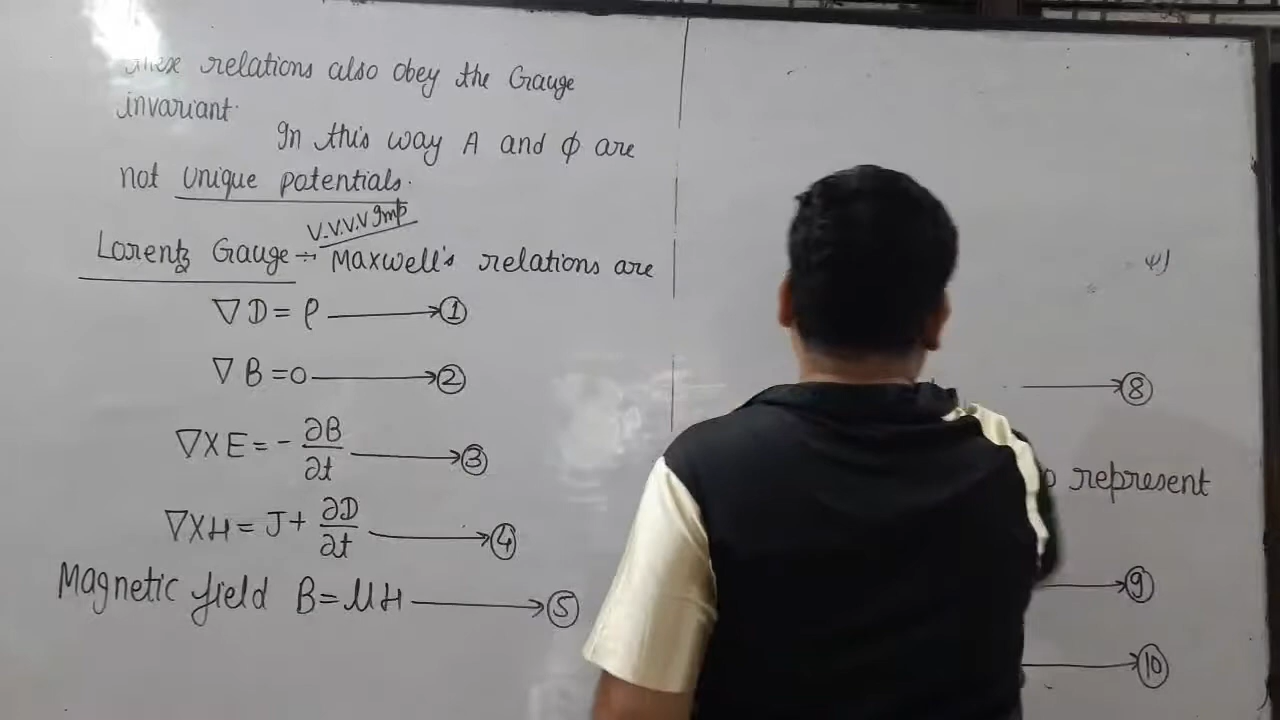 These relations also obey the Gauge
invariant.
In this way A and ϕ are
not unique potentials.
V.V.V.V Imp
Lorentz Gauge ÷ Maxwell's relations are
∇ D = ρ ⟶ ①
∇ B = 0 ⟶ ②
∇XE = - ∂B/∂t ⟶ ③
∇XH = J + ∂D/∂t ⟶ ④
Magnetic field B = μH ⟶ ⑤
⟶ ⑧
represent
⟶ ⑨
⟶ ⑩